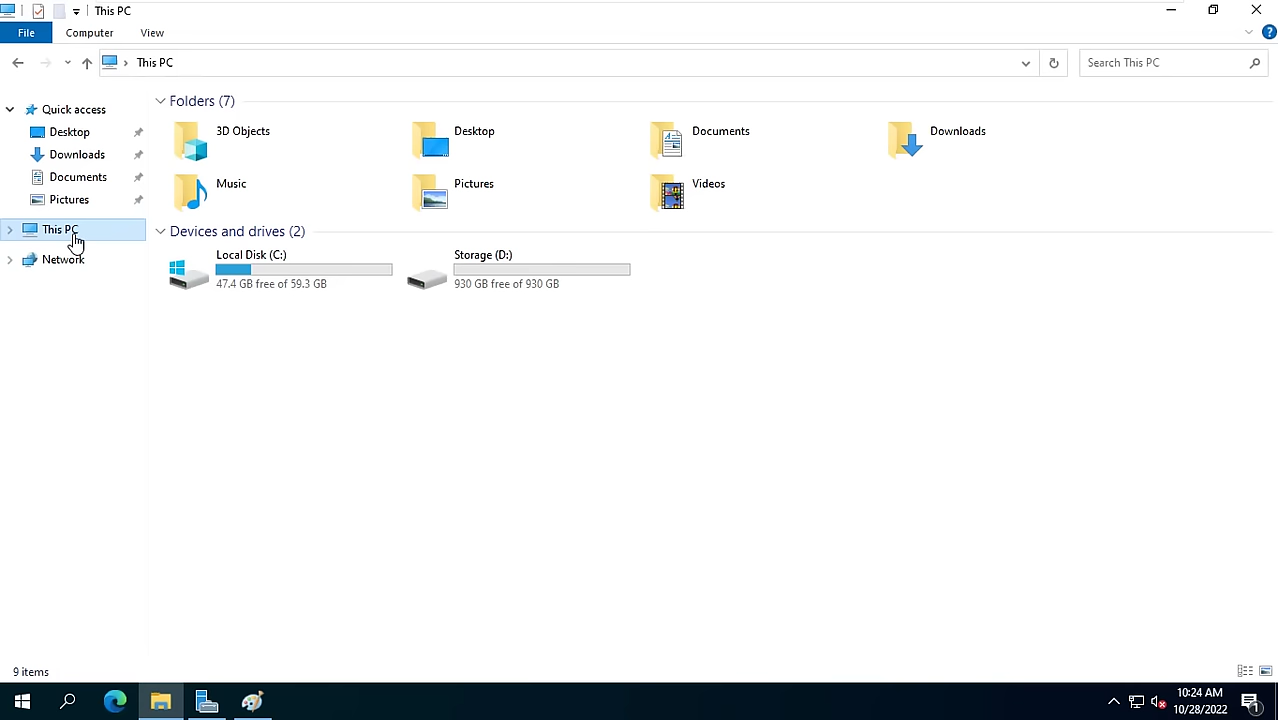 This PC
File Computer View
This PC
Search This PC
Quick access
Desktop
Downloads
Documents
Pictures
This PC
Network
Folders (7)
3D Objects
Desktop
Documents
Downloads
Music
Pictures
Videos
Devices and drives (2)
Local Disk (C:)
47.4 GB free of 59.3 GB
Storage (D:)
930 GB free of 930 GB
9 items
10:24 AM
10/28/2022
1